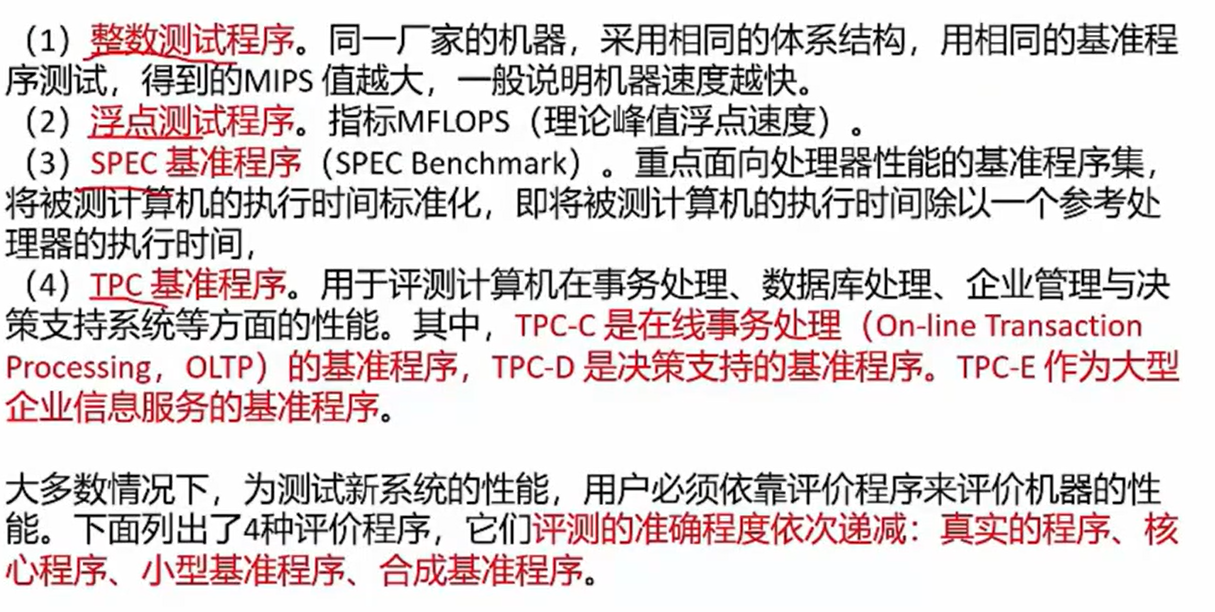 （1）整数测试程序。同一厂家的机器，采用相同的体系结构，用相同的基准程
序测试，得到的MIPS 值越大，一般说明机器速度越快。
（2）浮点测试程序。指标MFLOPS（理论峰值浮点速度）。
（3）SPEC 基准程序（SPEC Benchmark）。重点面向处理器性能的基准程序集，
将被测计算机的执行时间标准化，即将被测计算机的执行时间除以一个参考处
理器的执行时间，
（4）TPC 基准程序。用于评测计算机在事务处理、数据库处理、企业管理与决
策支持系统等方面的性能。其中，TPC-C 是在线事务处理（On-line Transaction
Processing，OLTP）的基准程序，TPC-D 是决策支持的基准程序。TPC-E 作为大型
企业信息服务的基准程序。
大多数情况下，为测试新系统的性能，用户必须依靠评价程序来评价机器的性
能。下面列出了4种评价程序，它们评测的准确程度依次递减：真实的程序、核
心程序、小型基准程序、合成基准程序。